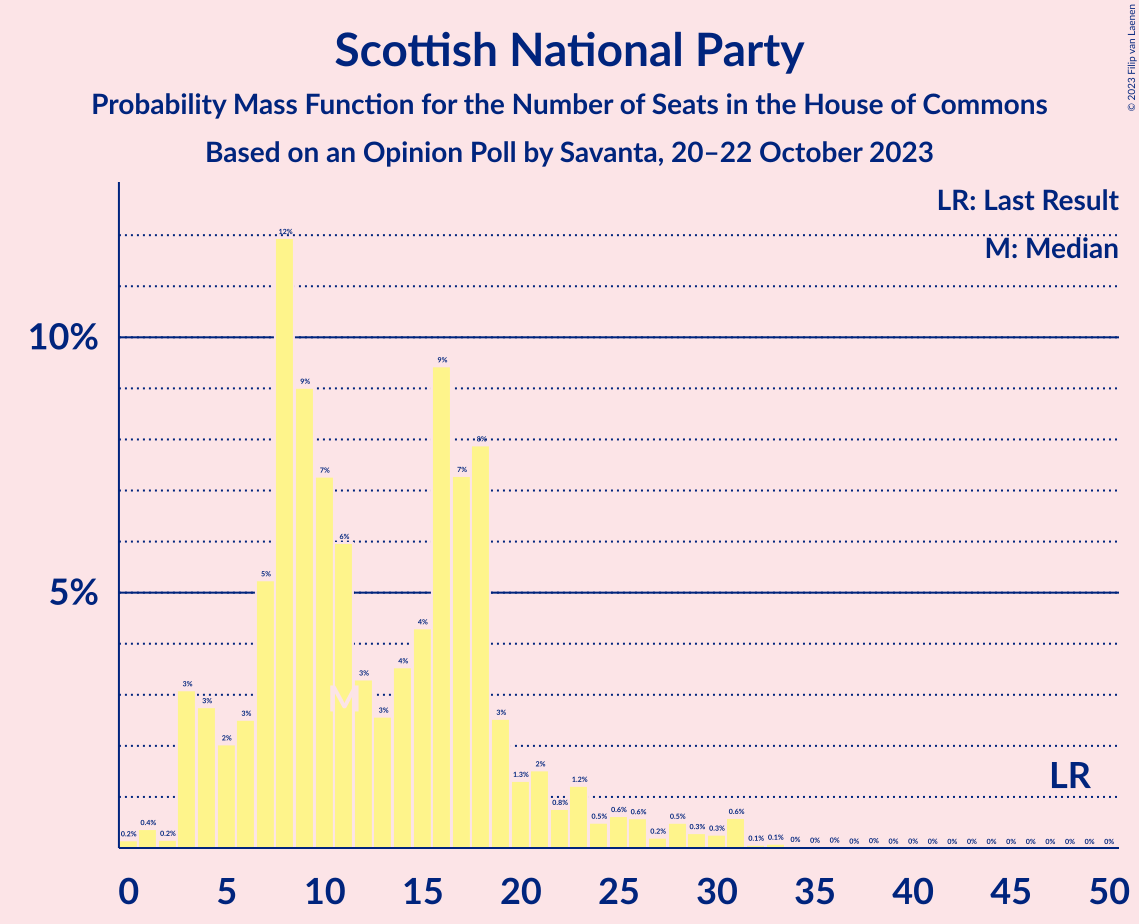 Scottish National Party
Probability Mass Function for the Number of Seats in the House of Commons
Based on an Opinion Poll by Savanta, 20–22 October 2023
© 2023 Filip van Laenen
LR: Last Result
M: Median
10%
5%
0.2% 0.4% 0.2% 3% 3% 2% 3% 5% 12% 9% 7% 6% 3% 3% 4% 4% 9% 7% 8% 3% 1.3% 2% 0.8% 1.2% 0.5% 0.6% 0.6% 0.2% 0.5% 0.3% 0.3% 0.6% 0.1% 0.1% 0% 0% 0% 0% 0% 0% 0% 0% 0% 0% 0% 0% 0% 0% 0% 0% 0%
M
LR
0 5 10 15 20 25 30 35 40 45 50